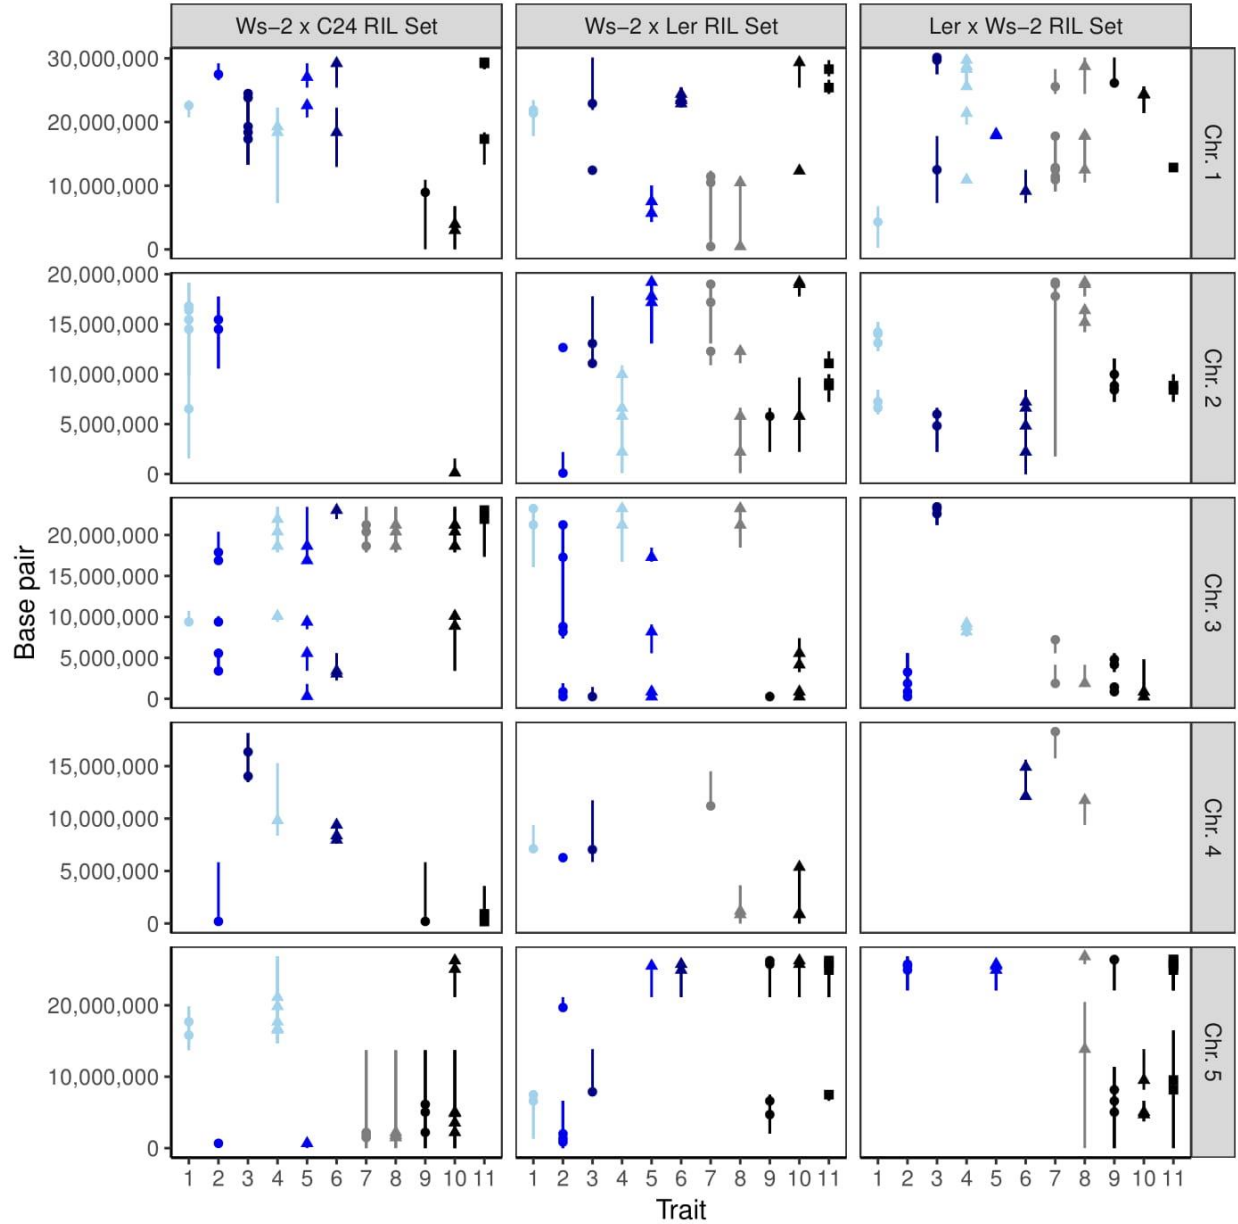 Ws−2 x C24 RIL Set
Ws−2 x Ler RIL Set
Ler x Ws−2 RIL Set
30,000,000
20,000,000
10,000,000
0
Chr. 1
20,000,000
15,000,000
10,000,000
5,000,000
0
Chr. 2
Base pair
20,000,000
15,000,000
10,000,000
5,000,000
0
Chr. 3
15,000,000
10,000,000
5,000,000
0
Chr. 4
20,000,000
10,000,000
0
Chr. 5
1 2 3 4 5 6 7 8 9 10 11
1 2 3 4 5 6 7 8 9 10 11
1 2 3 4 5 6 7 8 9 10 11
Trait